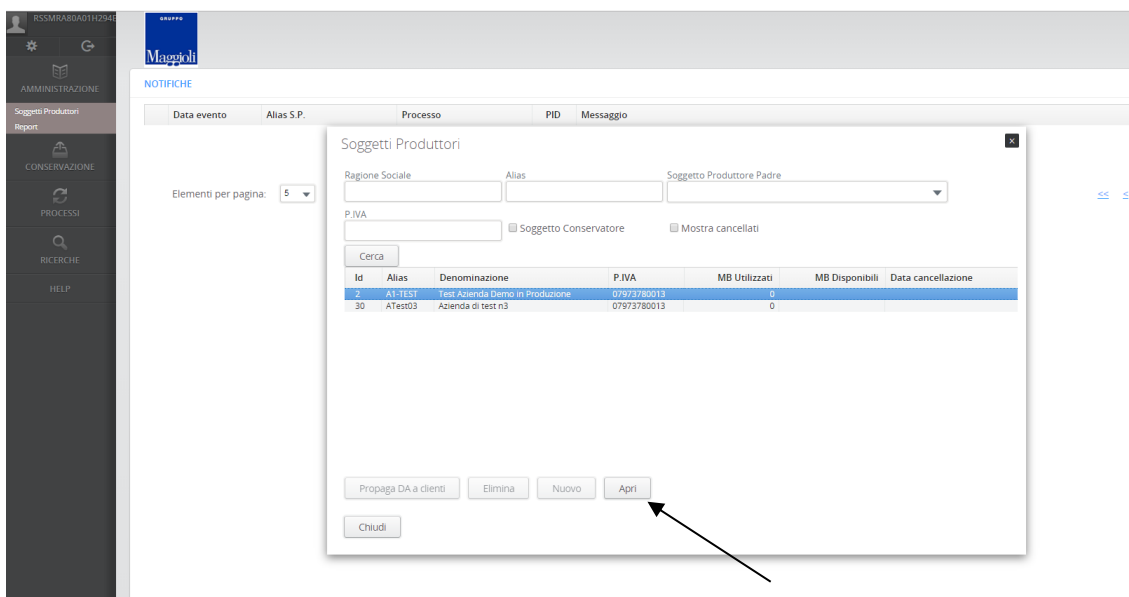 RSSMRA80A01H294E
AMMINISTRAZIONE
Soggetti Produttori
Report
CONSERVAZIONE
PROCESSI
RICERCHE
HELP
GRUPPO
Maggioli
NOTIFICHE
Data evento Alias S.P. Processo PID Messaggio
Elementi per pagina: 5
<< <
Soggetti Produttori
x
Ragione Sociale Alias Soggetto Produttore Padre
P.IVA
Soggetto Conservatore Mostra cancellati
Cerca
Id Alias Denominazione P.IVA MB Utilizzati MB Disponibili Data cancellazione
2 A1-TEST Test Azienda Demo in Produzione 07973780013 0
30 ATest03 Azienda di test n3 07973780013 0
Propaga DA a clienti Elimina Nuovo Apri
Chiudi